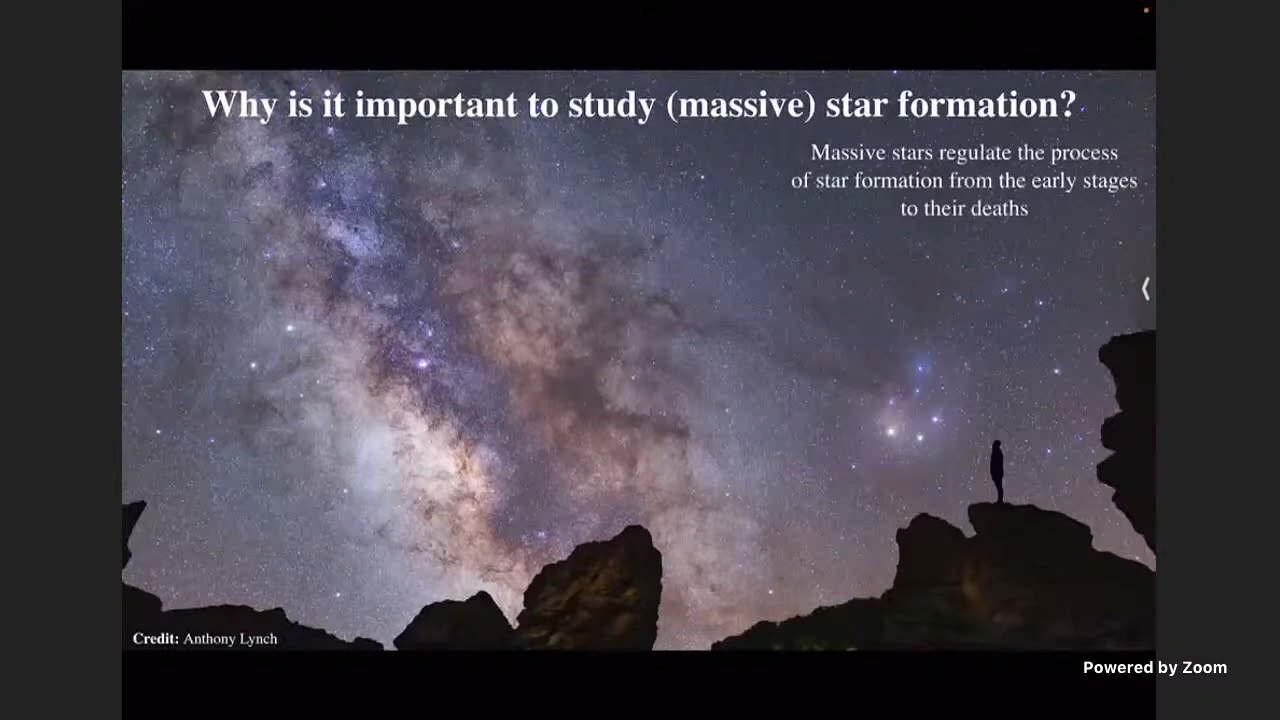 Why is it important to study (massive) star formation?
Massive stars regulate the process
of star formation from the early stages
to their deaths
Credit: Anthony Lynch
Powered by Zoom